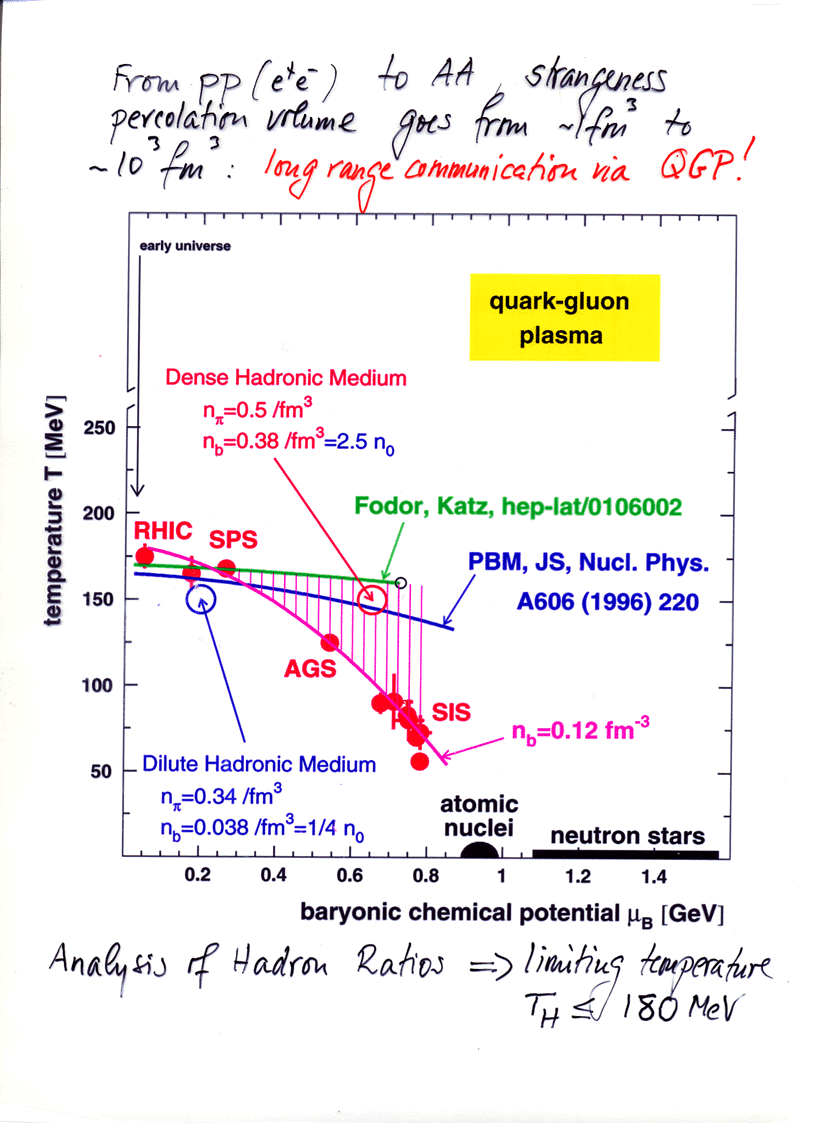 From pp (e⁺e⁻) to AA, strangeness
percolation volume goes from ~1fm³ to
~10³ fm³: long range communication via QGP!
early universe
quark-gluon
plasma
Dense Hadronic Medium
nπ=0.5 /fm³
nb=0.38 /fm³=2.5 n₀
250
200
150
100
50
temperature T [MeV]
Fodor, Katz, hep-lat/0106002
RHIC
SPS
PBM, JS, Nucl. Phys.
A606 (1996) 220
AGS
SIS
nb=0.12 fm⁻³
Dilute Hadronic Medium
nπ=0.34 /fm³
nb=0.038 /fm³=1/4 n₀
atomic
nuclei
neutron stars
0.2 0.4 0.6 0.8 1 1.2 1.4
baryonic chemical potential μB [GeV]
Analysis of Hadron Ratios => limiting temperature
TH ≤ 180 MeV